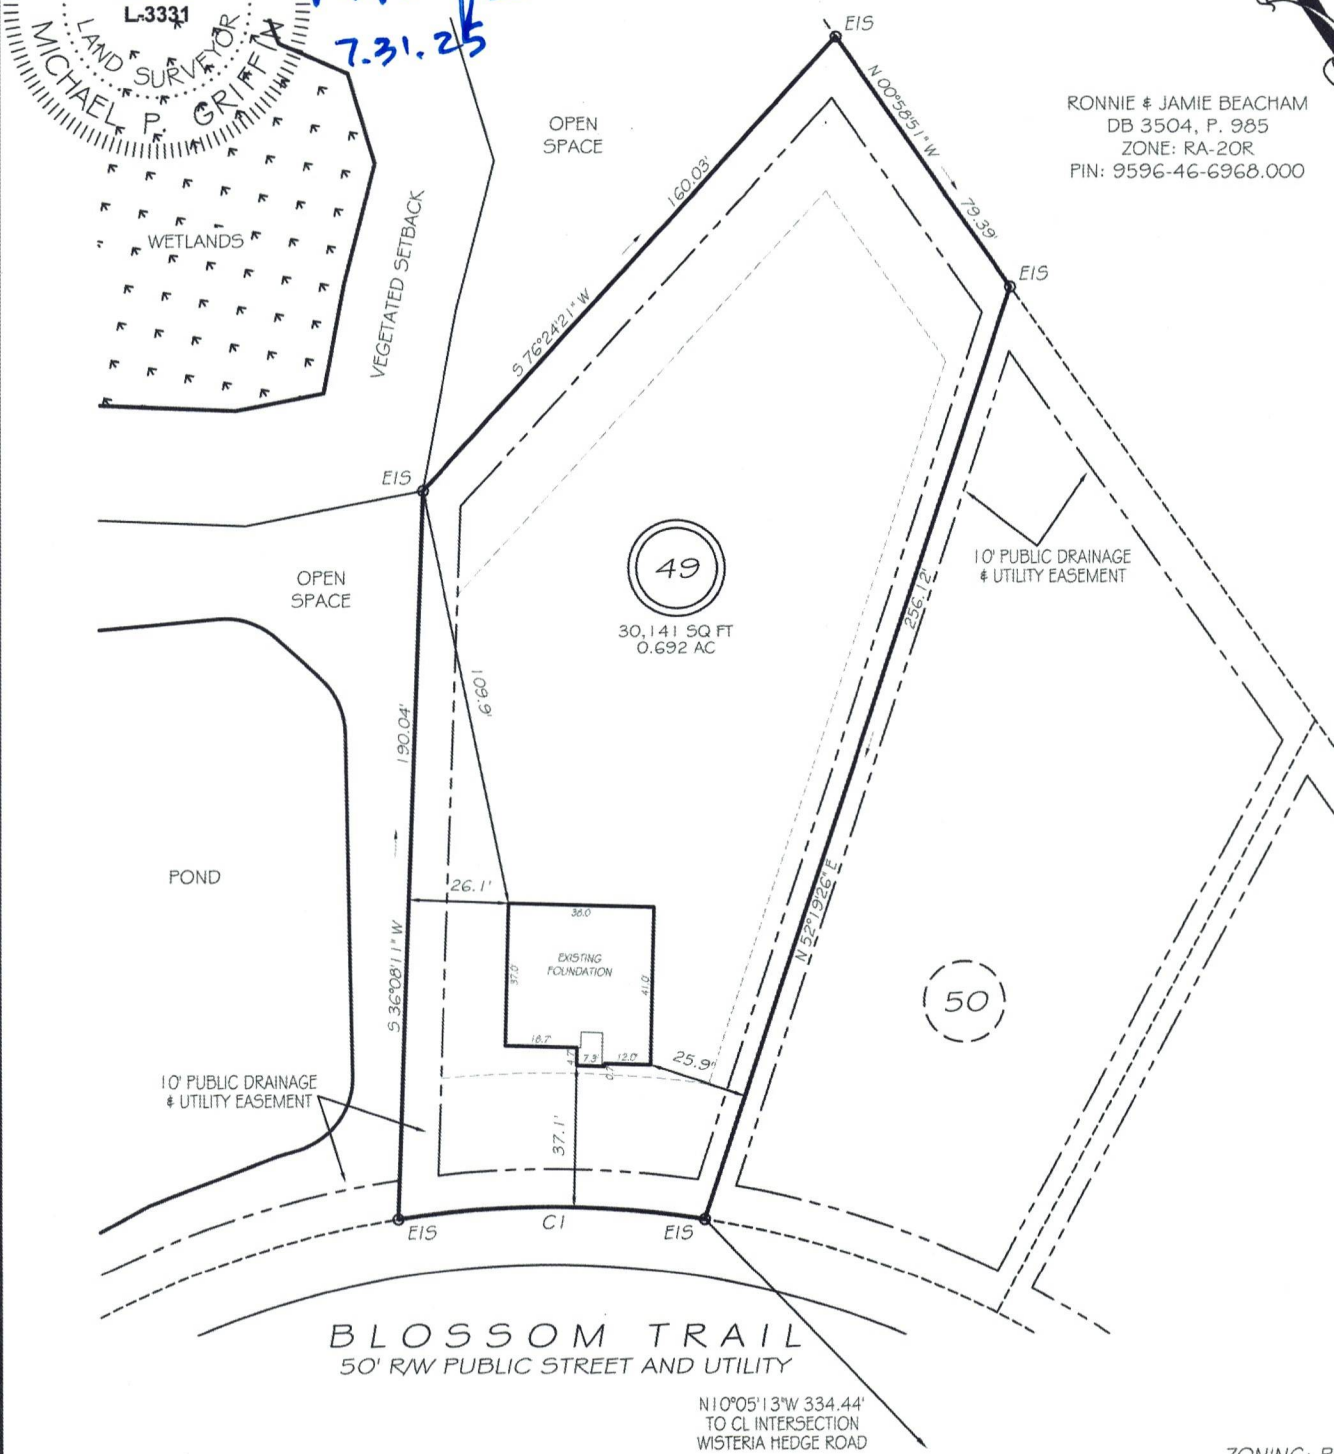 L-3331
LAND SURVEYOR
MICHAEL P. GRIFFIN
7.31.25
EIS
OPEN
SPACE
N 00°58'51" W
79.39'
RONNIE & JAMIE BEACHAM
DB 3504, P. 985
ZONE: RA-20R
PIN: 9596-46-6968.000
160.03'
S 76°24'21" W
WETLANDS
VEGETATED SETBACK
EIS
EIS
49
30,141 SQ FT
0.692 AC
10' PUBLIC DRAINAGE
& UTILITY EASEMENT
256.12'
OPEN
SPACE
109.9'
190.04'
POND
26.1'
38.0
EXISTING
FOUNDATION
37.0'
41.0'
N 52°19'26" E
S 36°08'11" W
50
4.7'
7.3'
12.0'
0.7'
25.9'
10' PUBLIC DRAINAGE
& UTILITY EASEMENT
37.1'
EIS
C1
EIS
BLOSSOM TRAIL
50' R/W PUBLIC STREET AND UTILITY
N10°05'13"W 334.44'
TO CL INTERSECTION
WISTERIA HEDGE ROAD